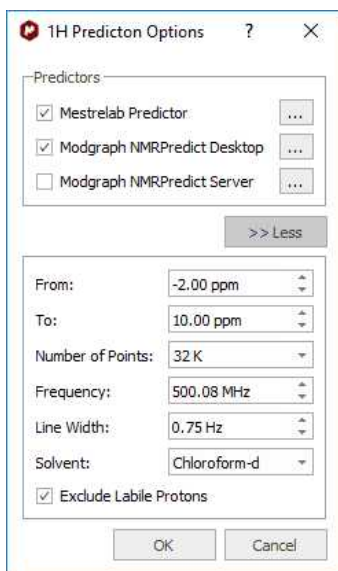 1H Predicton Options ?
Predictors
Mestrelab Predictor ...
Modgraph NMRPredict Desktop ...
Modgraph NMRPredict Server ...
>> Less
From: -2.00 ppm
To: 10.00 ppm
Number of Points: 32 K
Frequency: 500.08 MHz
Line Width: 0.75 Hz
Solvent: Chloroform-d
Exclude Labile Protons
OK Cancel